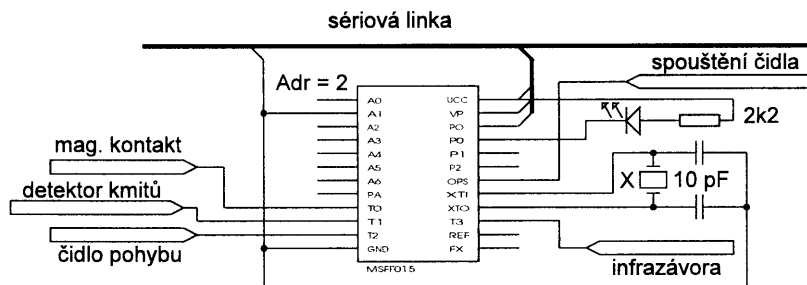 sériová linka
spouštění čidla
Adr = 2
A0
A1
A2
A3
A4
A5
A6
PA
T0
T1
T2
GND
UCC
VP
PO
P0
P1
P2
OPS
XTI
XTO
T3
REF
FX
MSFF015
2k2
X
10 pF
mag. kontakt
detektor kmitů
čidlo pohybu
infrazávora